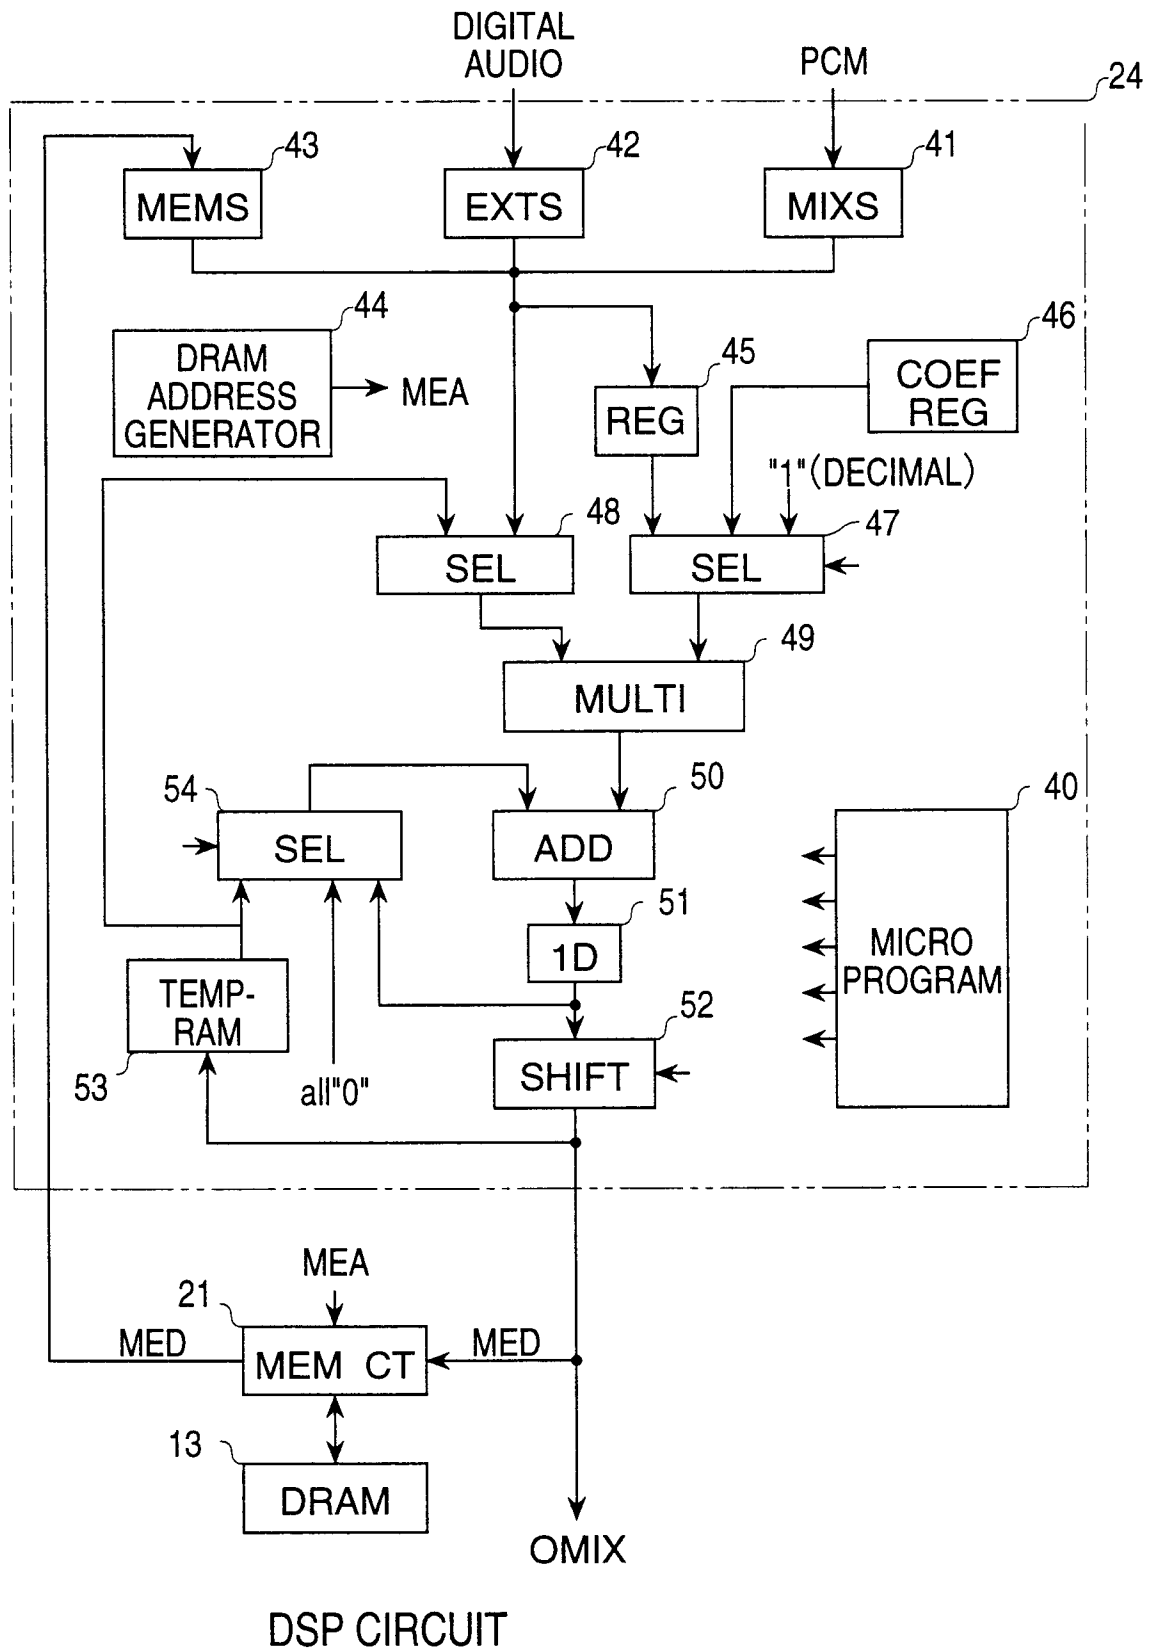 DIGITAL
AUDIO
PCM
24
43
42
41
MEMS
EXTS
MIXS
44
DRAM
ADDRESS
GENERATOR
MEA
45
REG
46
COEF
REG
"1"(DECIMAL)
48
47
SEL
SEL
49
MULTI
54
50
40
SEL
ADD
51
1D
MICRO
PROGRAM
TEMP-
RAM
53
all"0"
52
SHIFT
MEA
21
MED
MEM CT
MED
13
DRAM
OMIX
DSP CIRCUIT